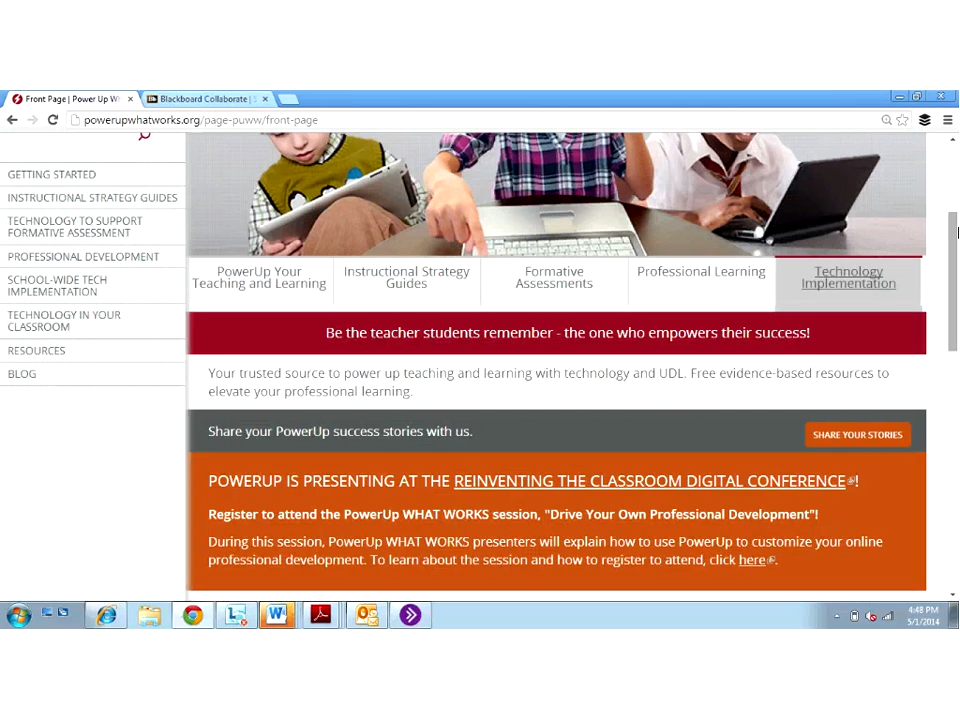 Front Page | Power Up W
Blackboard Collaborate |
powerupwhatworks.org/page-puww/front-page
GETTING STARTED
INSTRUCTIONAL STRATEGY GUIDES
TECHNOLOGY TO SUPPORT
FORMATIVE ASSESSMENT
PROFESSIONAL DEVELOPMENT
SCHOOL-WIDE TECH
IMPLEMENTATION
TECHNOLOGY IN YOUR
CLASSROOM
RESOURCES
BLOG
PowerUp Your
Teaching and Learning
Instructional Strategy
Guides
Formative
Assessments
Professional Learning
Technology
Implementation
Be the teacher students remember - the one who empowers their success!
Your trusted source to power up teaching and learning with technology and UDL. Free evidence-based resources to
elevate your professional learning.
Share your PowerUp success stories with us.
SHARE YOUR STORIES
POWERUP IS PRESENTING AT THE REINVENTING THE CLASSROOM DIGITAL CONFERENCE!
Register to attend the PowerUp WHAT WORKS session, "Drive Your Own Professional Development"!
During this session, PowerUp WHAT WORKS presenters will explain how to use PowerUp to customize your online
professional development. To learn about the session and how to register to attend, click here.
4:48 PM
5/1/2014